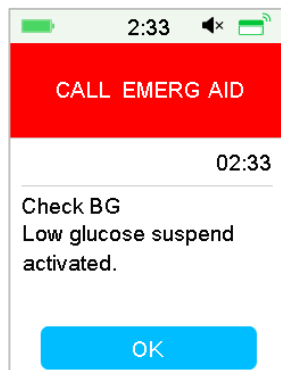 2:33
CALL EMERG AID
02:33
Check BG
Low glucose suspend
activated.
OK